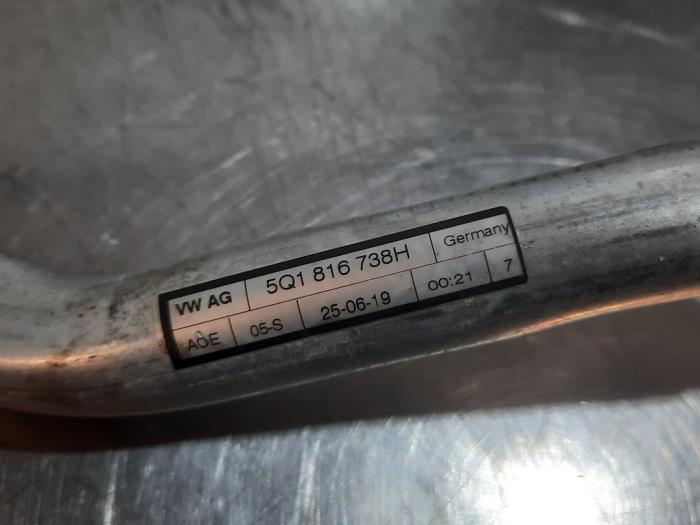 VW AG 5Q1 816 738H Germany
AOE 05-S 25-06-19 00:21 7